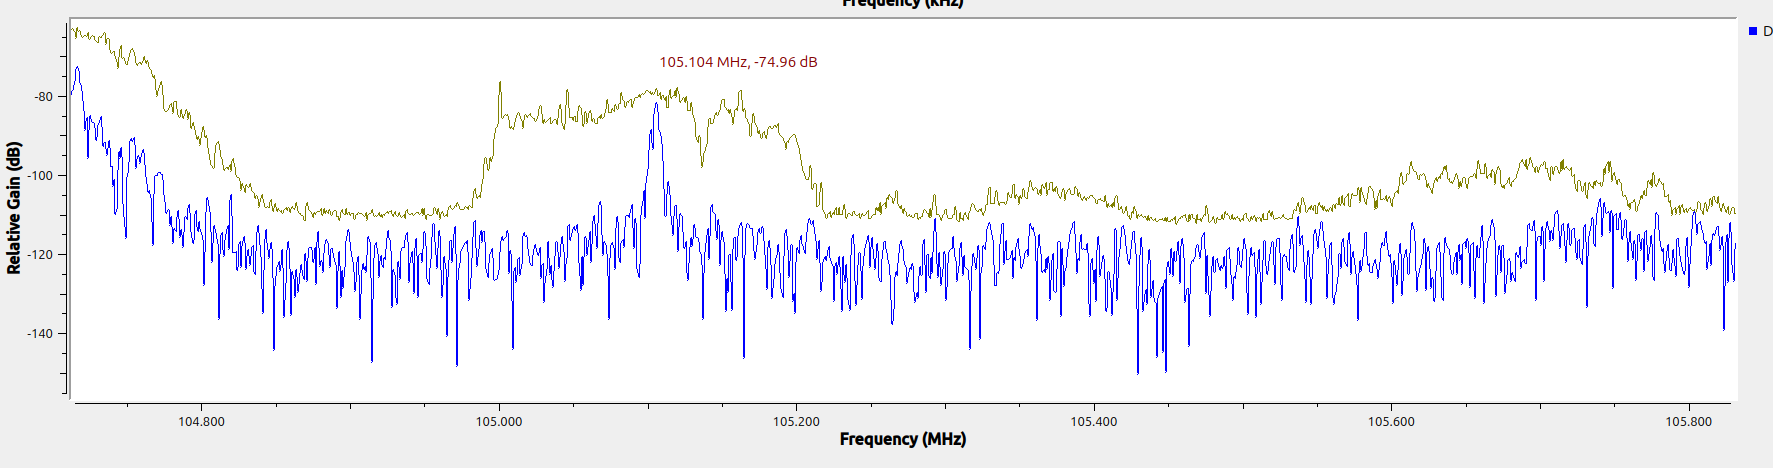 Frequency (kHz)
D
105.104 MHz, -74.96 dB
Relative Gain (dB)
-80
-100
-120
-140
104.800 105.000 105.200 105.400 105.600 105.800
Frequency (MHz)